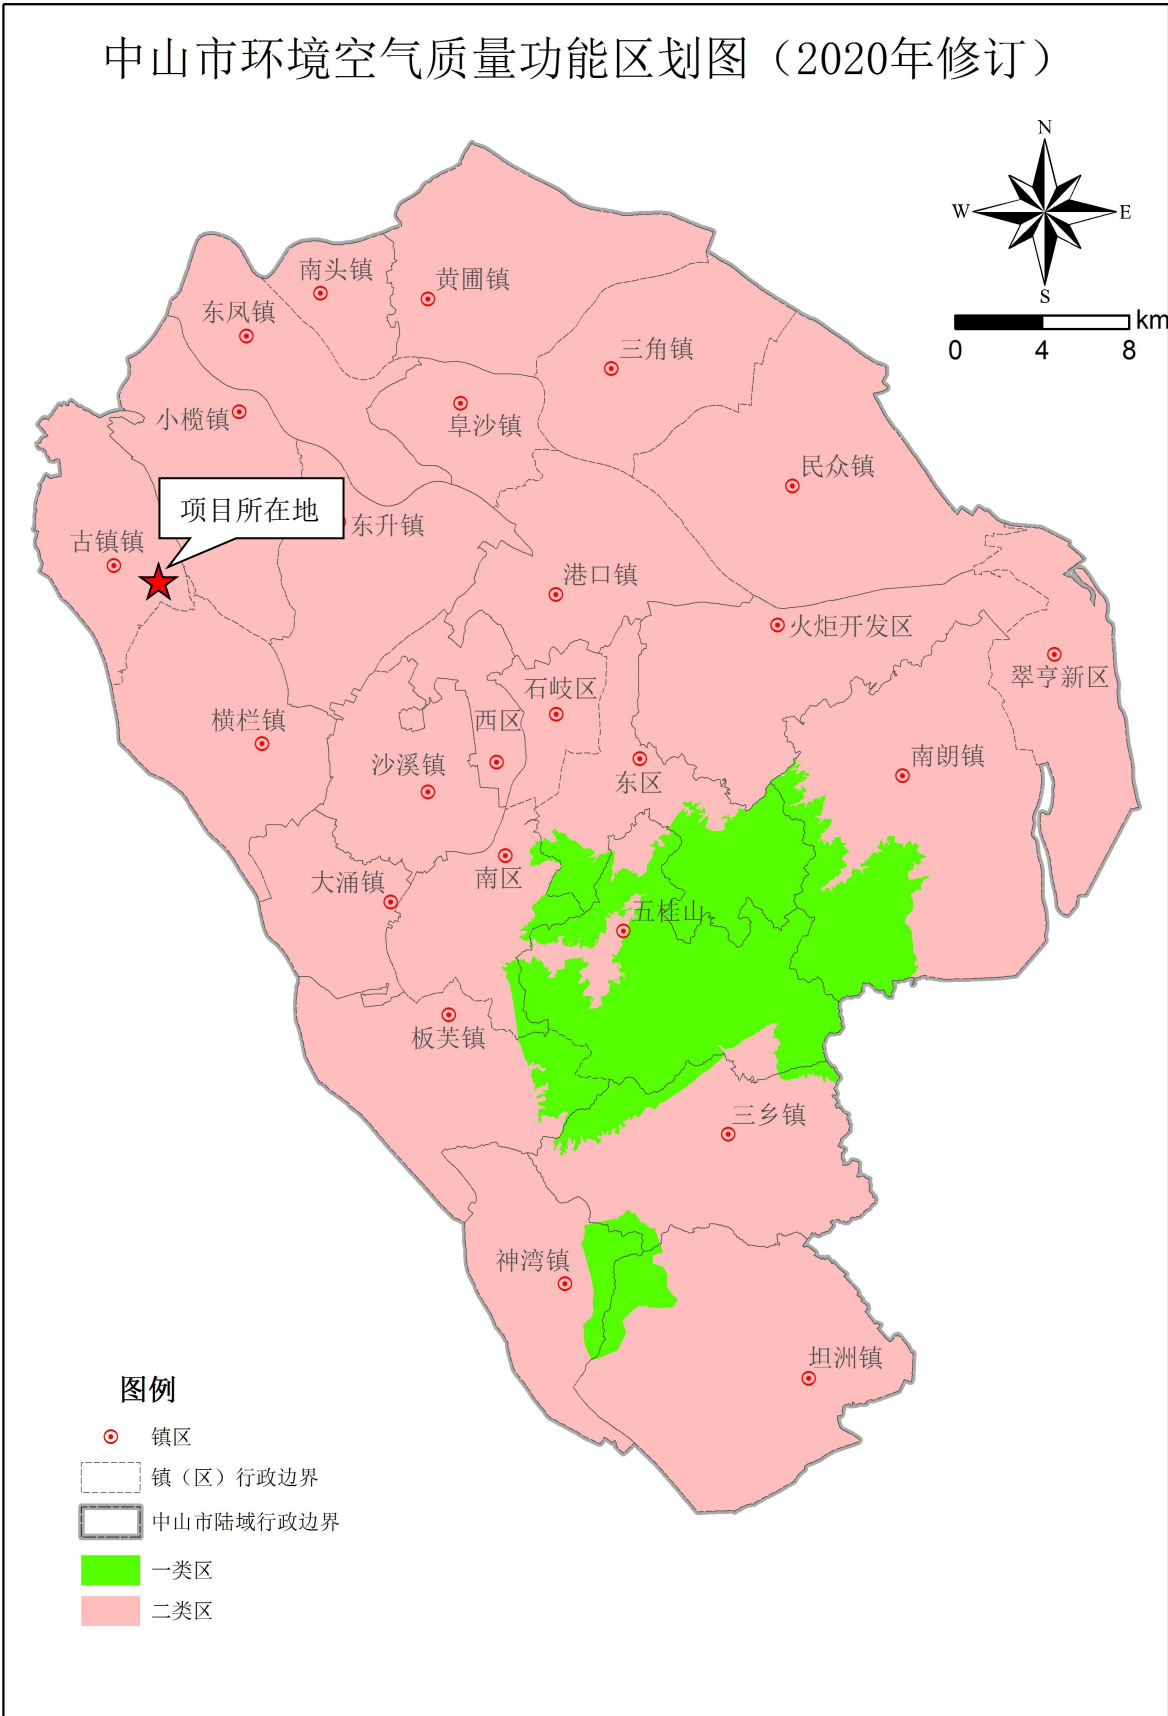 中山市环境空气质量功能区划图（2020年修订）
N
W
E
S
km
0
4
8
南头镇
黄圃镇
东凤镇
三角镇
小榄镇
阜沙镇
民众镇
项目所在地
东升镇
古镇镇
港口镇
火炬开发区
翠亨新区
石岐区
横栏镇
西区
南朗镇
沙溪镇
东区
南区
大涌镇
五桂山
板芙镇
三乡镇
神湾镇
坦洲镇
图例
镇区
镇（区）行政边界
中山市陆域行政边界
一类区
二类区